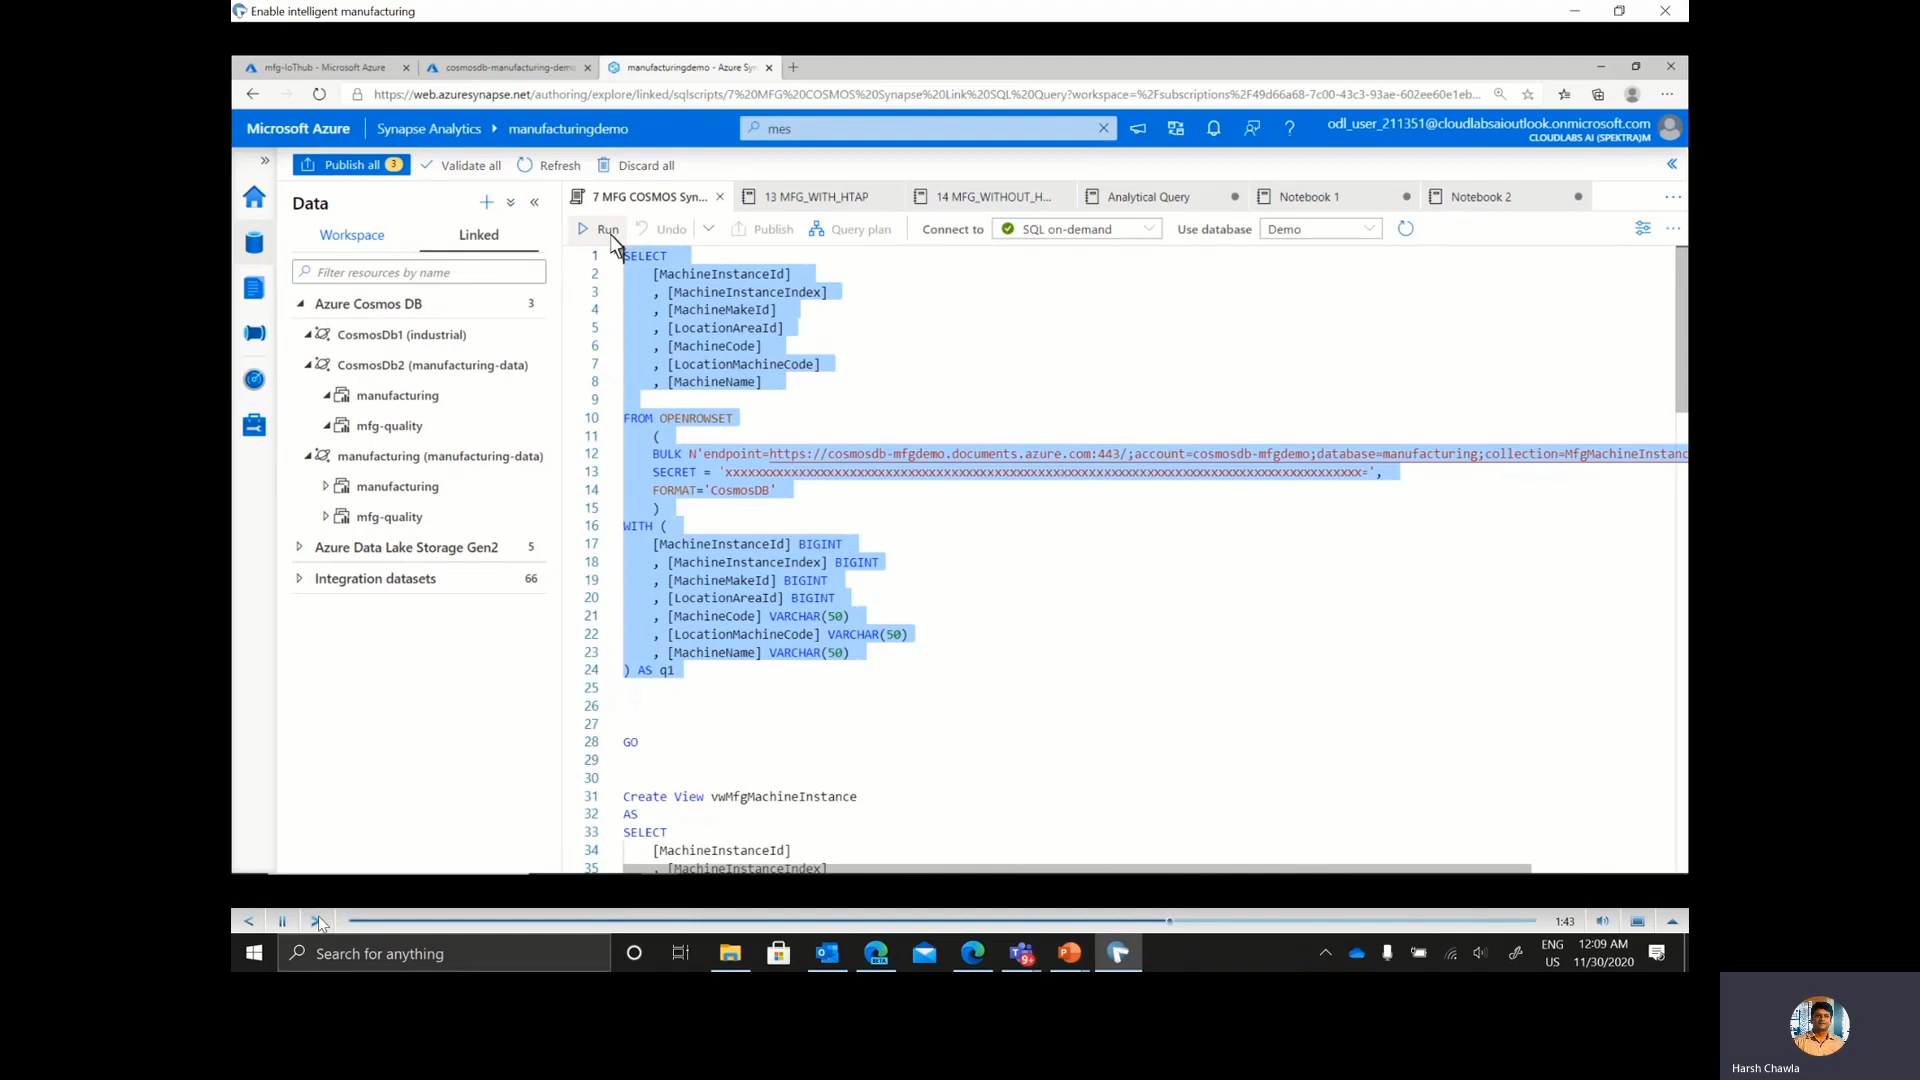 Enable intelligent manufacturing
mfg-IoThub - Microsoft Azure
cosmosdb-manufacturing-demo
manufacturingdemo - Azure Sy
https://web.azuresynapse.net/authoring/explore/linked/sqlscripts/7%20MFG%20COSMOS%20Synapse%20Link%20SQL%20Query?workspace=%2Fsubscriptions%2F49d66a68-7c00-43c3-93ae-602ee60e1eb...
Microsoft Azure
Synapse Analytics
manufacturingdemo
mes
odl_user_211351@cloudlabsaioutlook.onmicrosoft.com
CLOUDLABS AI (SPEKTRA)M
Publish all 3
Validate all
Refresh
Discard all
Data
Workspace
Linked
Filter resources by name
Azure Cosmos DB 3
CosmosDb1 (industrial)
CosmosDb2 (manufacturing-data)
manufacturing
mfg-quality
manufacturing (manufacturing-data)
manufacturing
mfg-quality
Azure Data Lake Storage Gen2 5
Integration datasets 66
7 MFG COSMOS Syn...
13 MFG_WITH_HTAP
14 MFG_WITHOUT_H...
Analytical Query
Notebook 1
Notebook 2
Run
Undo
Publish
Query plan
Connect to
SQL on-demand
Use database
Demo
1 SELECT
2 [MachineInstanceId]
3 , [MachineInstanceIndex]
4 , [MachineMakeId]
5 , [LocationAreaId]
6 , [MachineCode]
7 , [LocationMachineCode]
8 , [MachineName]
9
10 FROM OPENROWSET
11 (
12 BULK N'endpoint=https://cosmosdb-mfgdemo.documents.azure.com:443/;account=cosmosdb-mfgdemo;database=manufacturing;collection=MfgMachineInstanc
13 SECRET = '=',
14 FORMAT='CosmosDB'
15 )
16 WITH (
17 [MachineInstanceId] BIGINT
18 , [MachineInstanceIndex] BIGINT
19 , [MachineMakeId] BIGINT
20 , [LocationAreaId] BIGINT
21 , [MachineCode] VARCHAR(50)
22 , [LocationMachineCode] VARCHAR(50)
23 , [MachineName] VARCHAR(50)
24 ) AS q1
25
26
27
28 GO
29
30
31 Create View vwMfgMachineInstance
32 AS
33 SELECT
34 [MachineInstanceId]
35 , [MachineInstanceIndex]
1:43
Search for anything
BETA
9+
ENG
US
12:09 AM
11/30/2020
Harsh Chawla